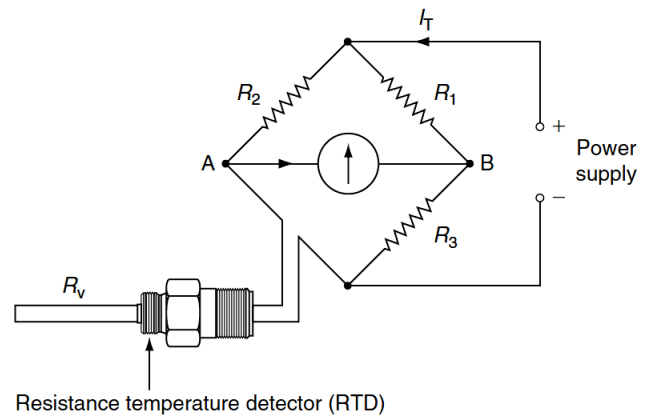 I_T
R_2
R_1
A
B
+
Power
supply
−
R_3
R_v
Resistance temperature detector (RTD)